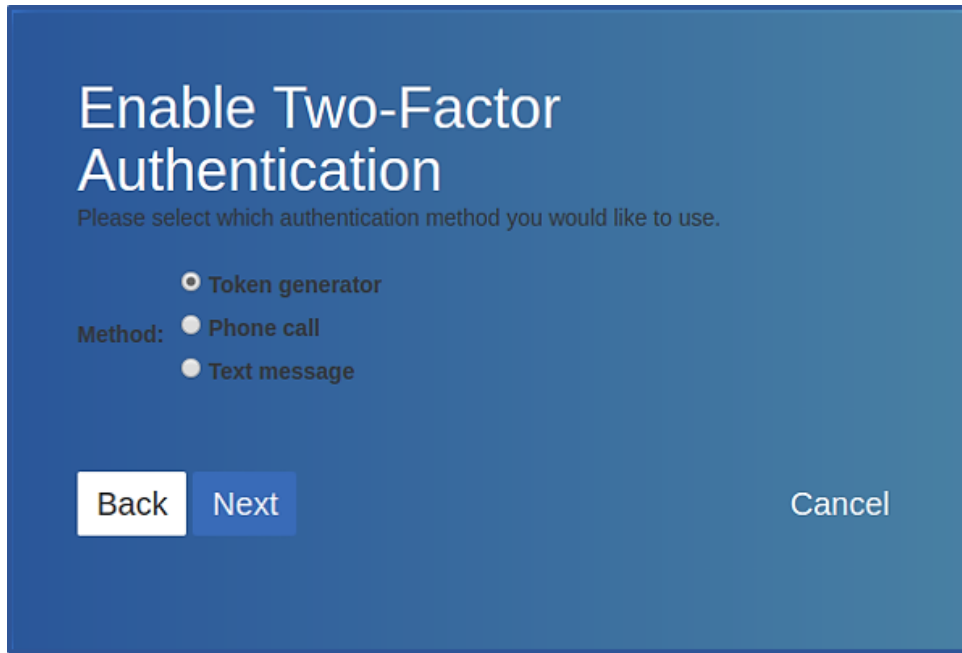 Enable Two-Factor
Authentication
Please select which authentication method you would like to use.
Token generator
Method:
Phone call
Text message
Back Next Cancel